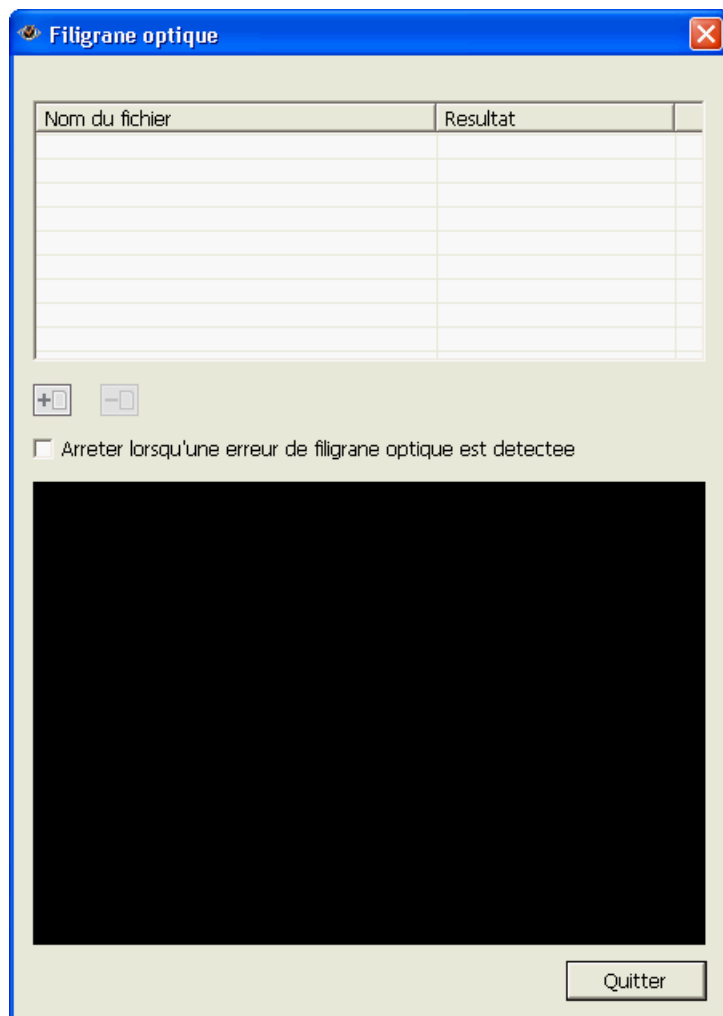 Filigrane optique
Nom du fichier Resultat
Arreter lorsqu'une erreur de filigrane optique est detectee
Quitter